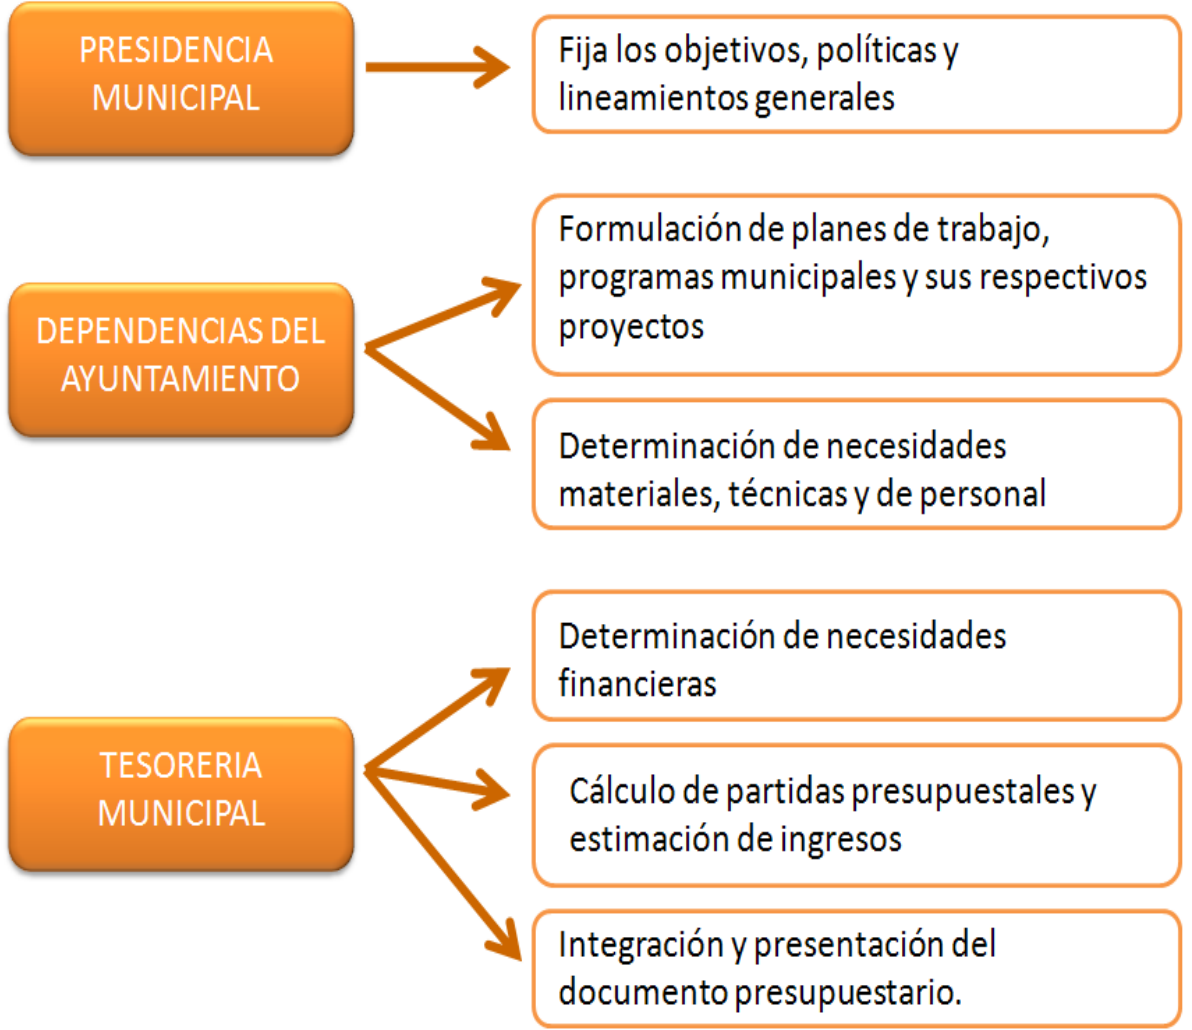 PRESIDENCIA
MUNICIPAL
Fija los objetivos, políticas y
lineamientos generales
DEPENDENCIAS DEL
AYUNTAMIENTO
Formulación de planes de trabajo,
programas municipales y sus respectivos
proyectos
Determinación de necesidades
materiales, técnicas y de personal
TESORERIA
MUNICIPAL
Determinación de necesidades
financieras
Cálculo de partidas presupuestales y
estimación de ingresos
Integración y presentación del
documento presupuestario.